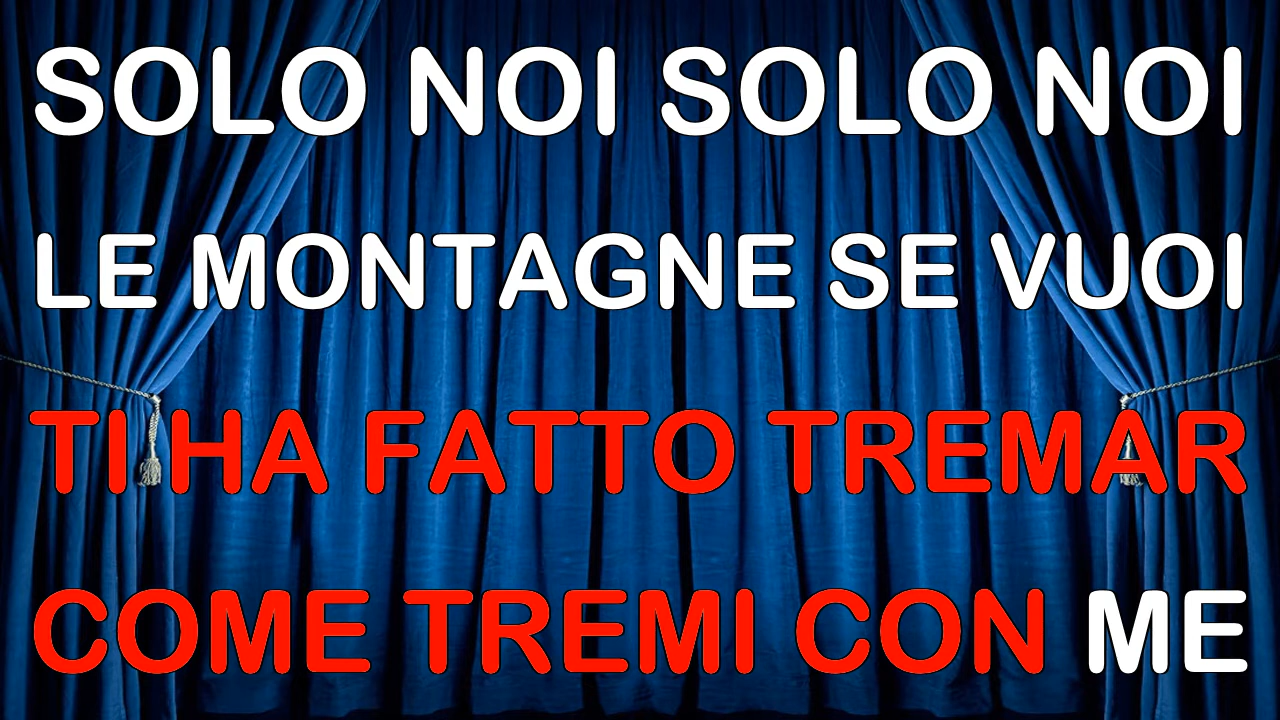 SOLO NOI SOLO NOI
LE MONTAGNE SE VUOI
TI HA FATTO TREMAR
COME TREMI CON ME